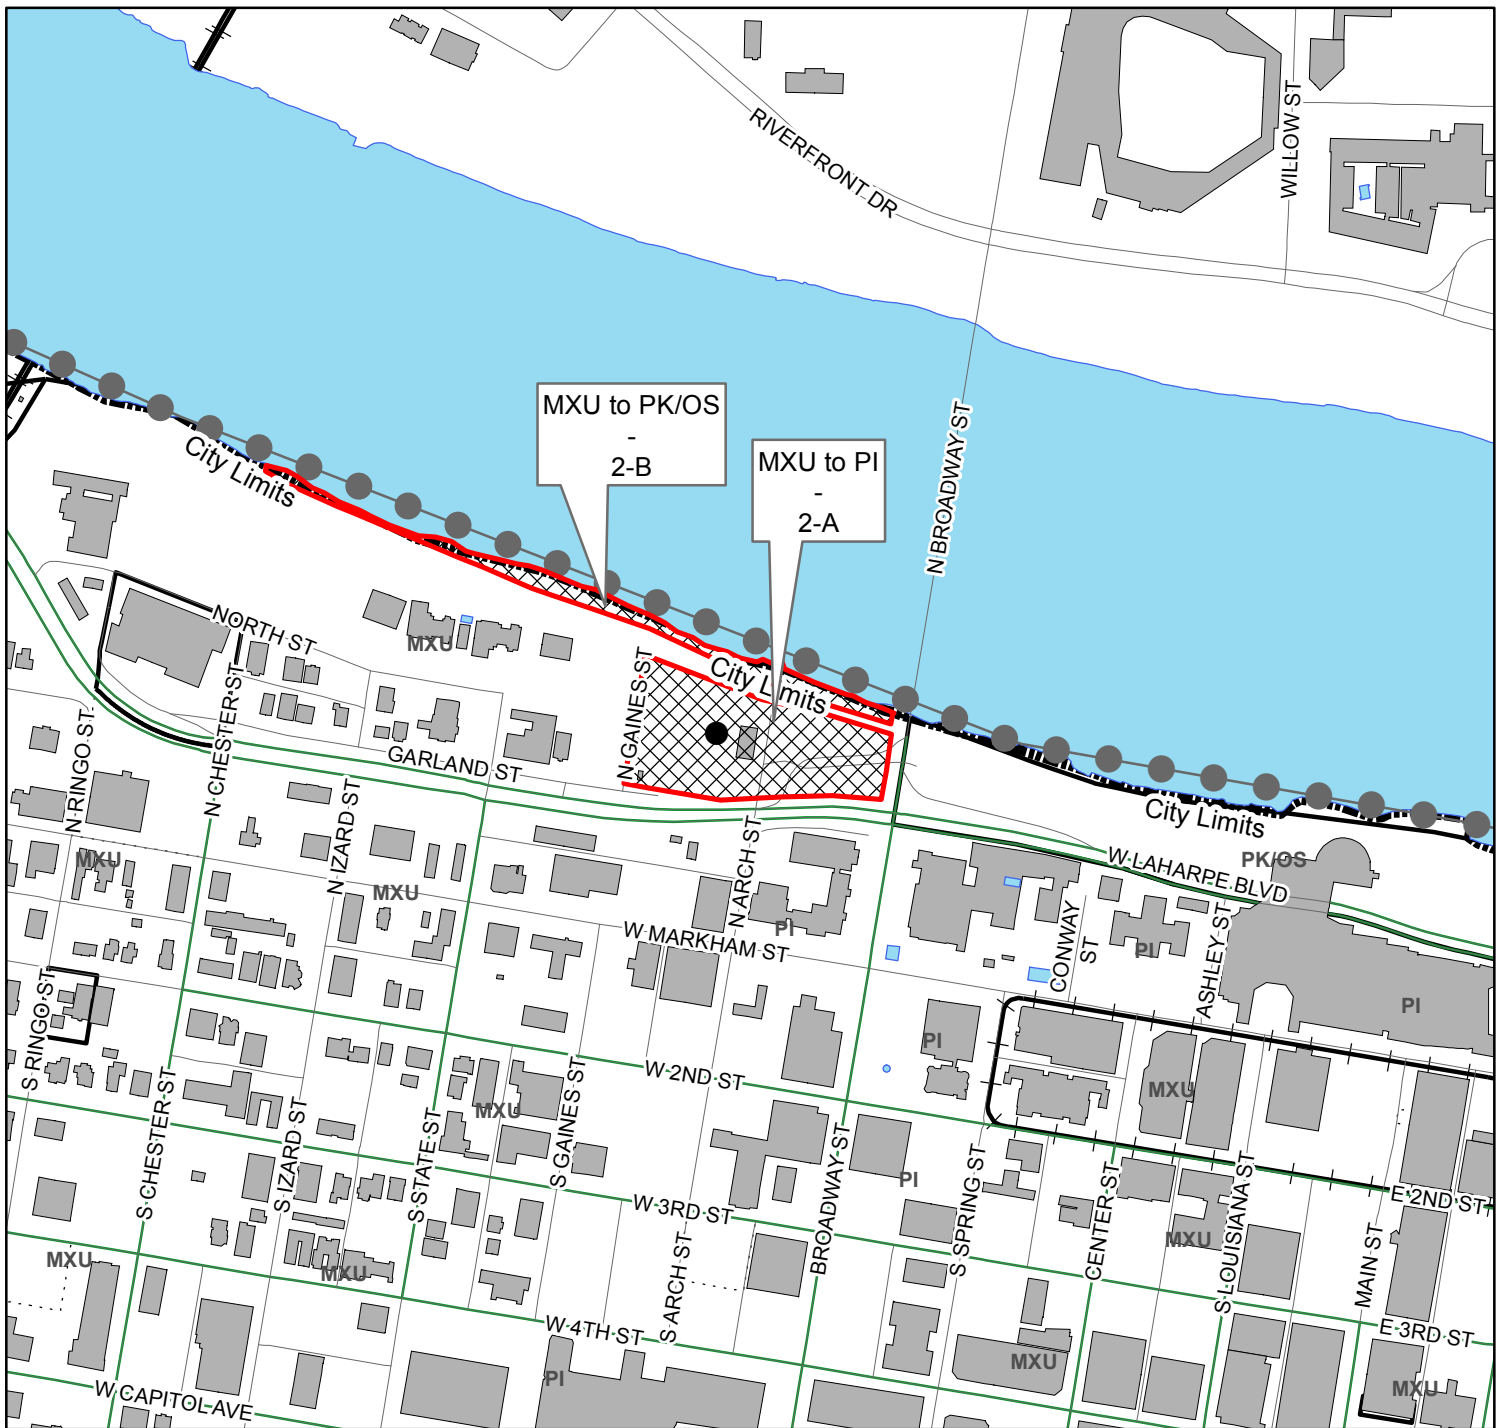 WILLOW ST
RIVERFRONT DR
MXU to PK/OS
-
2-B
MXU to PI
-
2-A
N BROADWAY ST
City Limits
NORTH ST
MXU
City Limits
N GAINES ST
N CHESTER ST
N RINGO ST
GARLAND ST
City Limits
N IZARD ST
N ARCH ST
W LAHARPE BLVD
PK/OS
MXU
MXU
W MARKHAM ST
PI
CONWAY
ST
PI
ASHLEY ST
PI
S RINGO ST
PI
W 2ND ST
MXU
MXU
S CHESTER ST
S IZARD ST
S STATE ST
S GAINES ST
W 3RD ST
BROADWAY ST
PI
S SPRING ST
CENTER ST
S LOUISIANA ST
E 2ND ST
MXU
MXU
MXU
S ARCH ST
MAIN ST
W 4TH ST
E 3RD ST
MXU
PI
MXU
W CAPITOL AVE